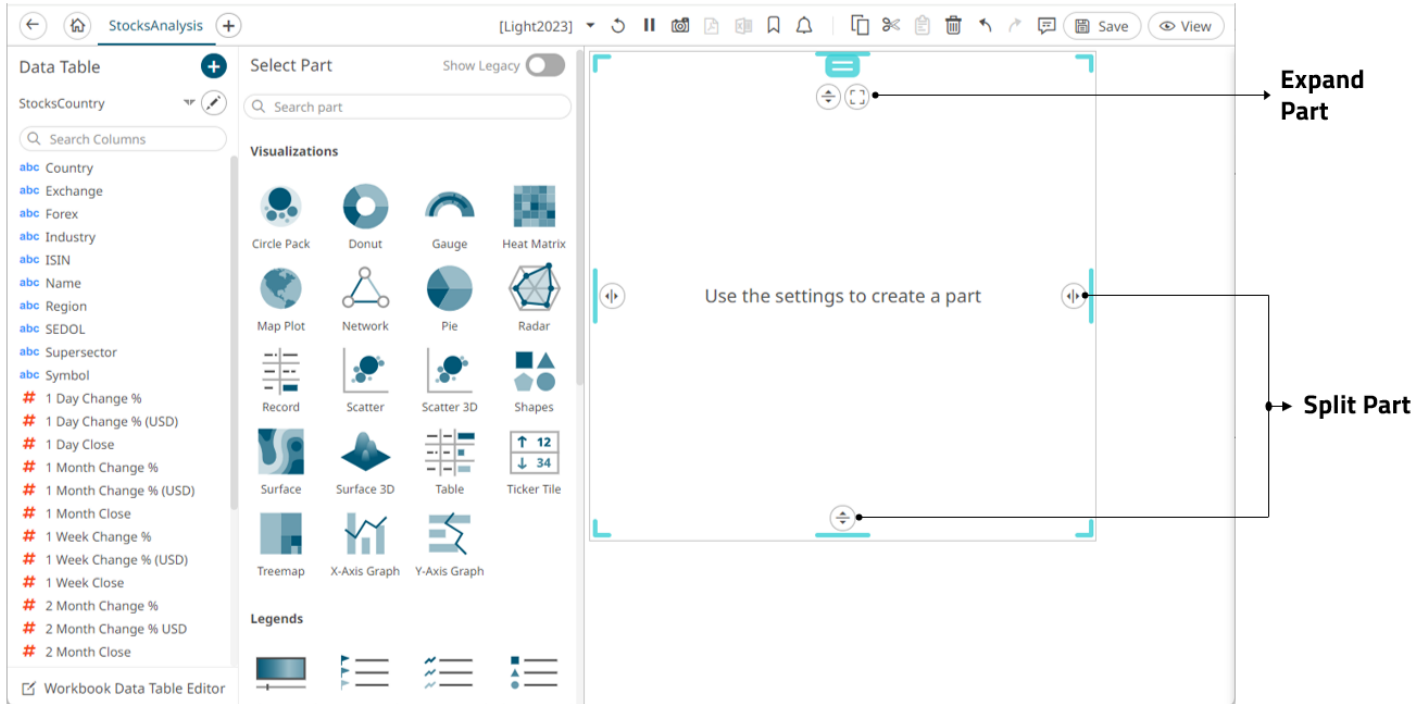 StocksAnalysis
[Light2023]
Save
View
Data Table
StocksCountry
Search Columns
abc Country
abc Exchange
abc Forex
abc Industry
abc ISIN
abc Name
abc Region
abc SEDOL
abc Supersector
abc Symbol
# 1 Day Change %
# 1 Day Change % (USD)
# 1 Day Close
# 1 Month Change %
# 1 Month Change % (USD)
# 1 Month Close
# 1 Week Change %
# 1 Week Change % (USD)
# 1 Week Close
# 2 Month Change %
# 2 Month Change % USD
# 2 Month Close
Workbook Data Table Editor
Select Part
Show Legacy
Search part
Visualizations
Circle Pack
Donut
Gauge
Heat Matrix
Map Plot
Network
Pie
Radar
Record
Scatter
Scatter 3D
Shapes
Surface
Surface 3D
Table
12
34
Ticker Tile
Treemap
X-Axis Graph
Y-Axis Graph
Legends
Use the settings to create a part
Expand
Part
Split Part